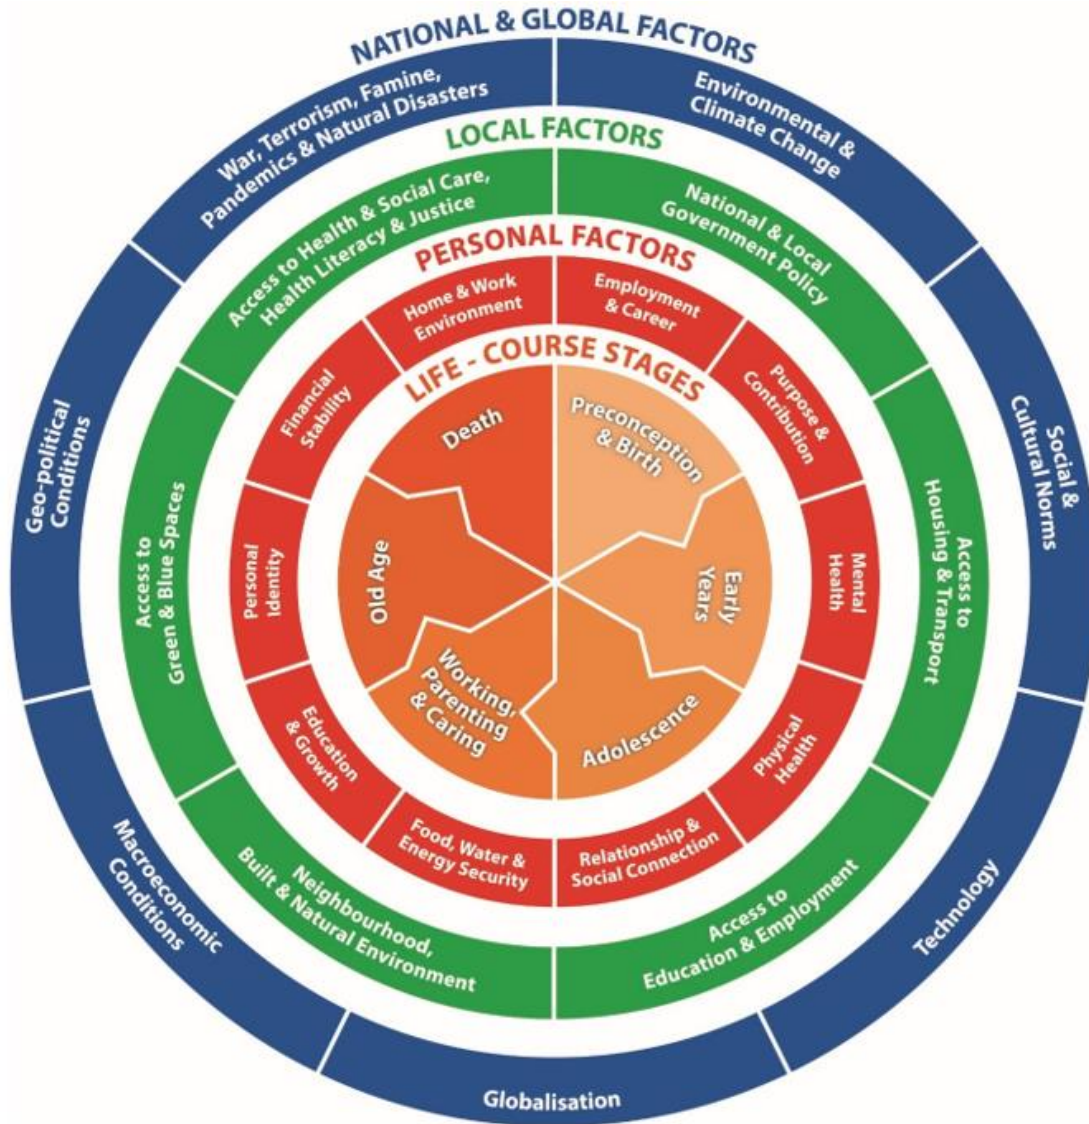 NATIONAL & GLOBAL FACTORS
War, Terrorism, Famine,
Pandemics & Natural Disasters
Environmental &
Climate Change
Social &
Cultural Norms
Technology
Globalisation
Macroeconomic
Conditions
Geo-political
Conditions
LOCAL FACTORS
Access to Health & Social Care,
Health Literacy & Justice
National & Local
Government Policy
Access to
Housing & Transport
Access to
Education & Employment
Neighbourhood,
Built & Natural Environment
Access to
Green & Blue Spaces
PERSONAL FACTORS
Home & Work
Environment
Employment
& Career
Purpose &
Contribution
Mental
Health
Physical
Health
Relationship &
Social Connection
Food, Water &
Energy Security
Education
& Growth
Personal
Identity
Financial
Stability
LIFE - COURSE STAGES
Preconception
& Birth
Early
Years
Adolescence
Working,
Parenting
& Caring
Old Age
Death